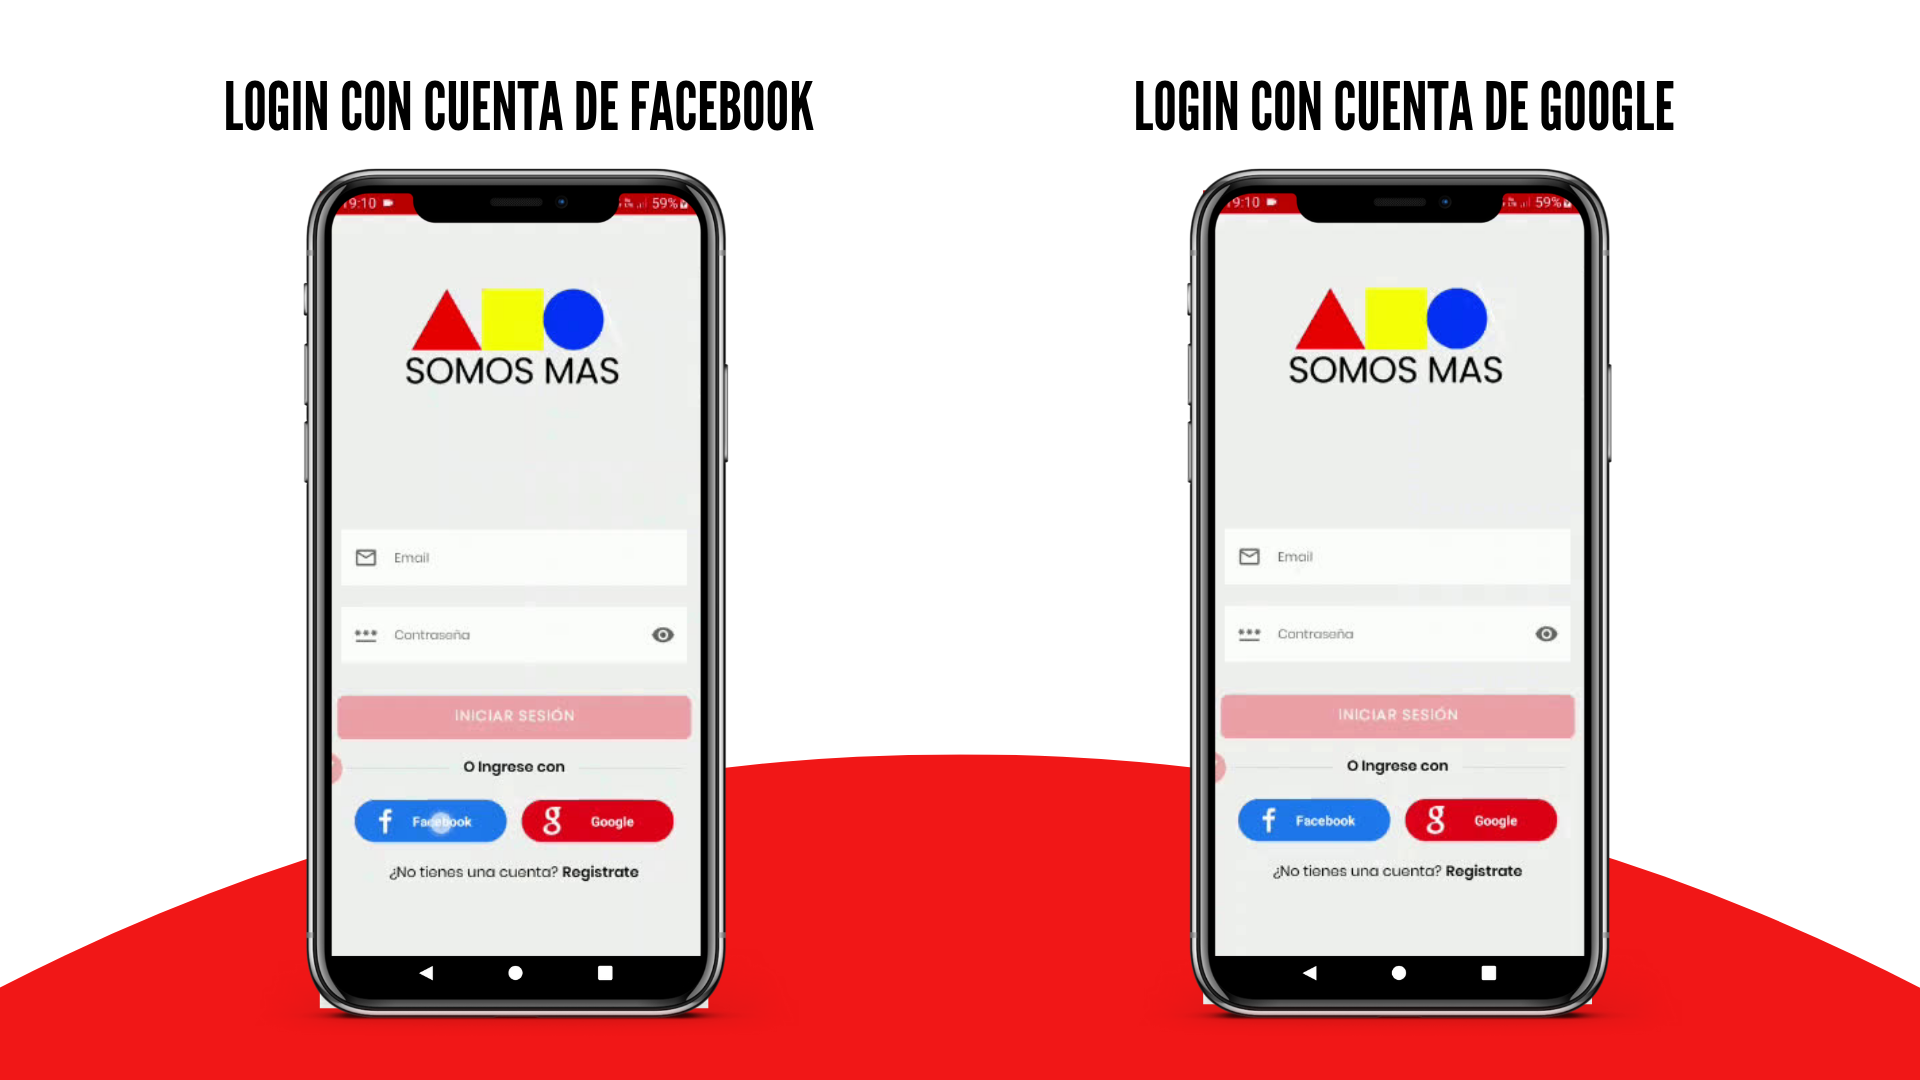 LOGIN CON CUENTA DE FACEBOOK
19:10
59%
SOMOS MAS
Email
Contraseña
INICIAR SESIÓN
O Ingrese con
Facebook
Google
¿No tienes una cuenta? Registrate
LOGIN CON CUENTA DE GOOGLE
19:10
59%
SOMOS MAS
Email
Contraseña
INICIAR SESIÓN
O Ingrese con
Facebook
Google
¿No tienes una cuenta? Registrate